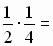 1/2 · 1/4 =